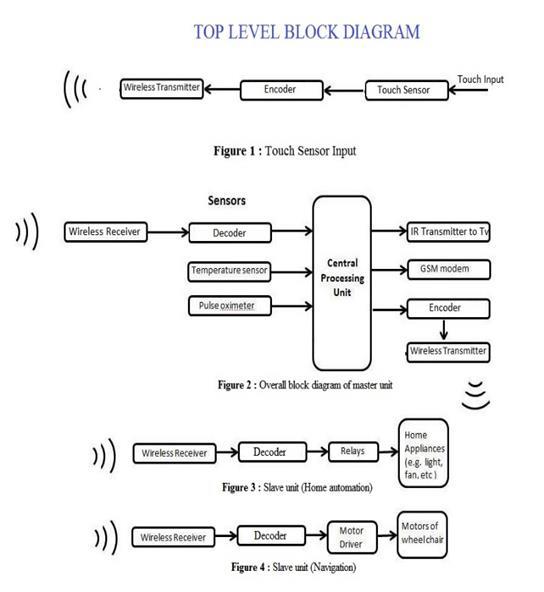 TOP LEVEL BLOCK DIAGRAM
Touch Input
Wireless Transmitter
Encoder
Touch Sensor
Figure 1 : Touch Sensor Input
Sensors
Wireless Receiver
Decoder
Temperature sensor
Pulse oximeter
Central
Processing
Unit
IR Transmitter to Tv
GSM modem
Encoder
Wireless Transmitter
Figure 2 : Overall block diagram of master unit
Wireless Receiver
Decoder
Relays
Home
Appliances
(e.g. light,
fan, etc )
Figure 3 : Slave unit (Home automation)
Wireless Receiver
Decoder
Motor
Driver
Motors of
wheelchair
Figure 4 : Slave unit (Navigation)